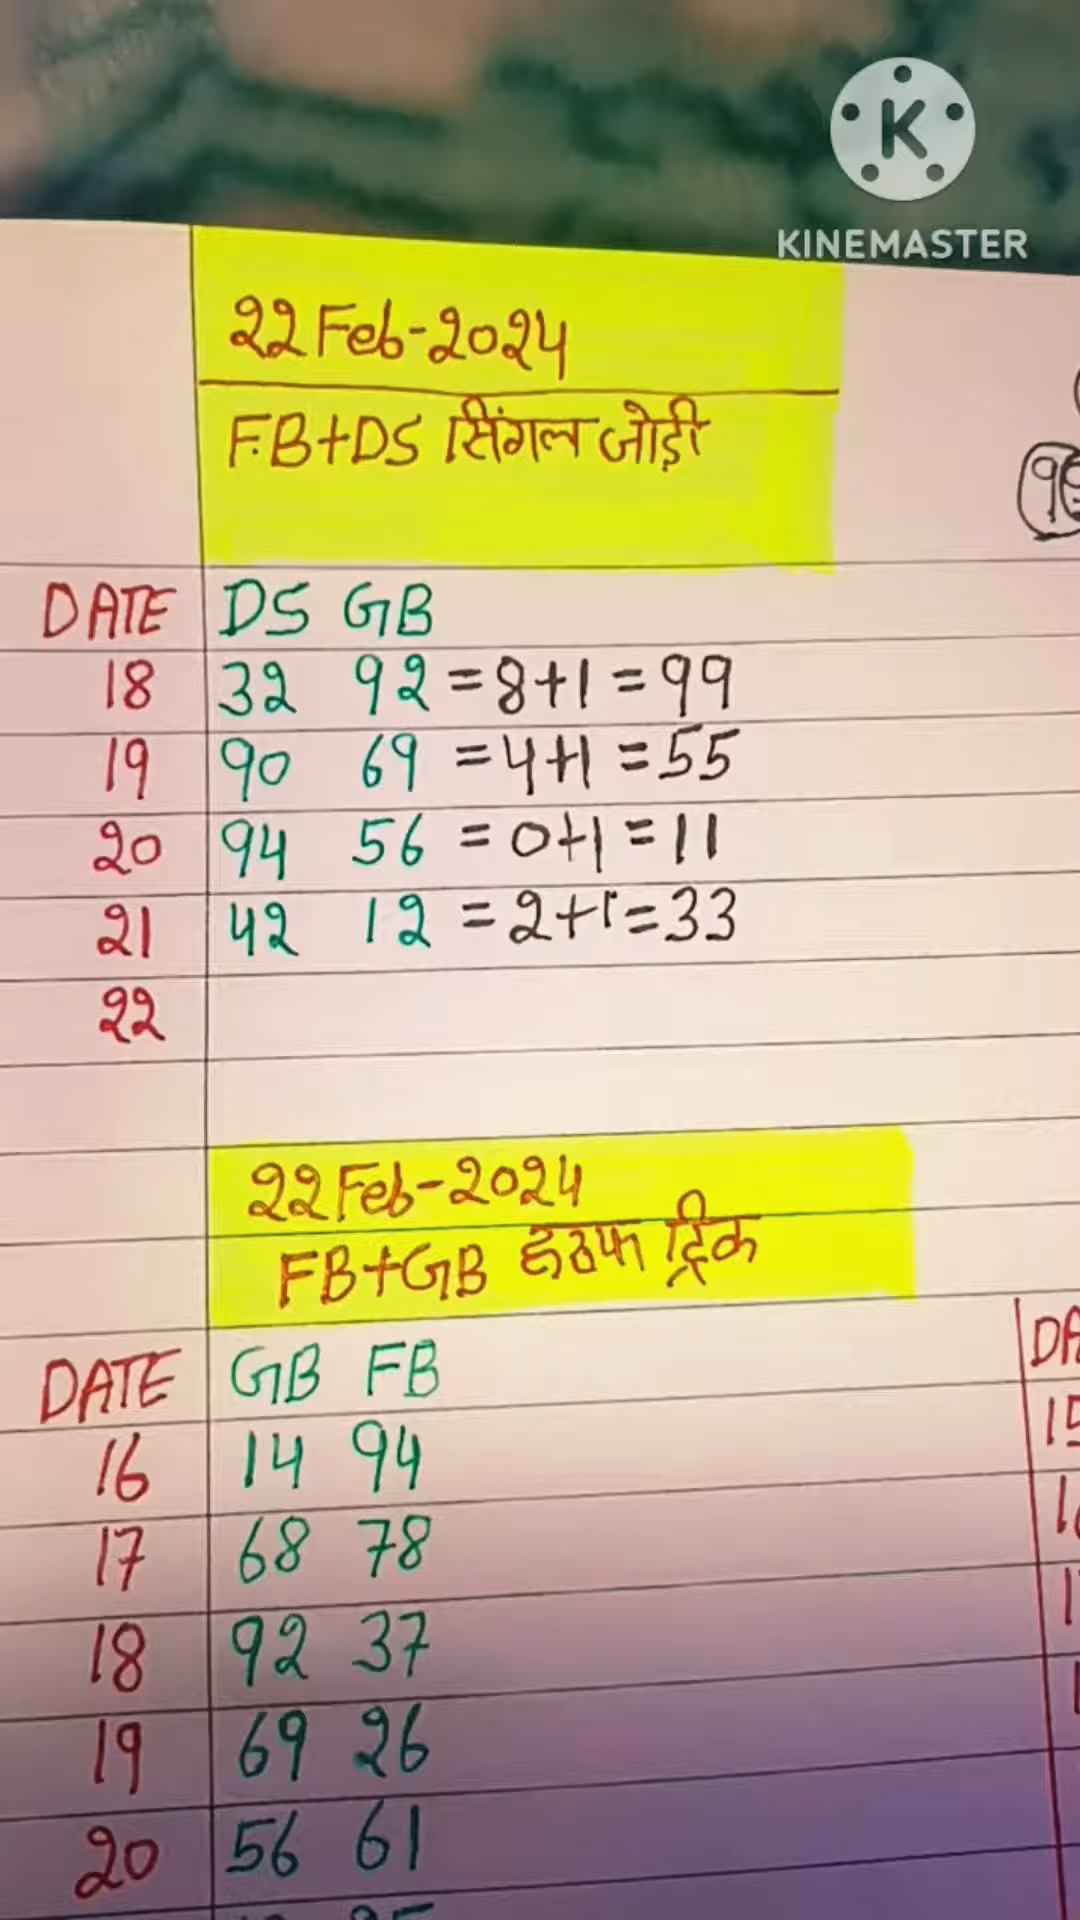 KINEMASTER
22 Feb-2024
F.B+DS सिंगल जोड़ी
DATE DS GB
18 32 92 = 8+1 = 99
19 90 69 = 4+1 = 55
20 94 56 = 0+1 = 11
21 42 12 = 2+1 = 33
22
22 Feb-2024
FB+GB हरुफ ट्रिक
DATE GB FB
16 14 94
17 68 78
18 92 37
19 69 26
20 56 61